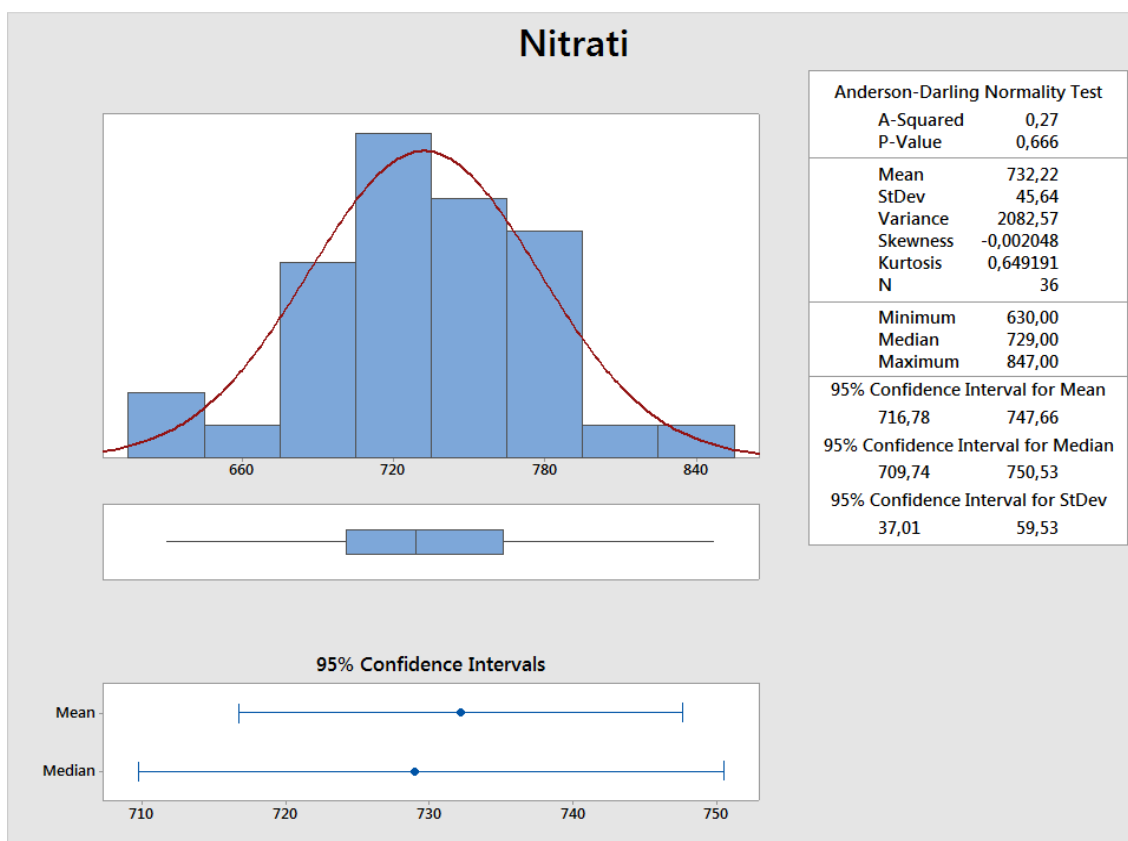 Nitrati
660 720 780 840
95% Confidence Intervals
Mean
Median
710 720 730 740 750
Anderson-Darling Normality Test
A-Squared 0,27
P-Value 0,666
Mean 732,22
StDev 45,64
Variance 2082,57
Skewness -0,002048
Kurtosis 0,649191
N 36
Minimum 630,00
Median 729,00
Maximum 847,00
95% Confidence Interval for Mean
716,78 747,66
95% Confidence Interval for Median
709,74 750,53
95% Confidence Interval for StDev
37,01 59,53